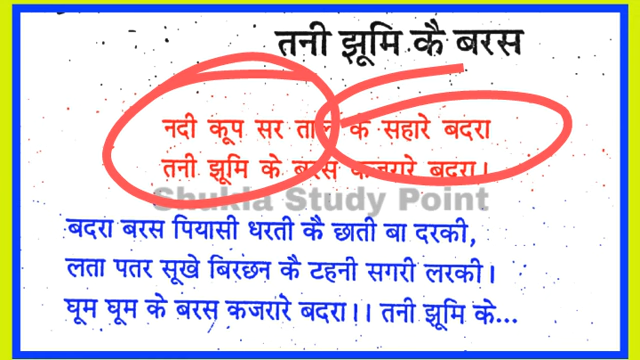 तनी झूमि कै बरस
नदी कूप सर ताल के सहारे बदरा
तनी झूमि के बरस कजरारे बदरा।
Shukla Study Point
बदरा बरस पियासी धरती कै छाती बा दरकी,
लता पतर सूखे बिरछन कै टहनी सगरी लरकी।
घूम घूम के बरस कजरारे बदरा।। तनी झूमि के...